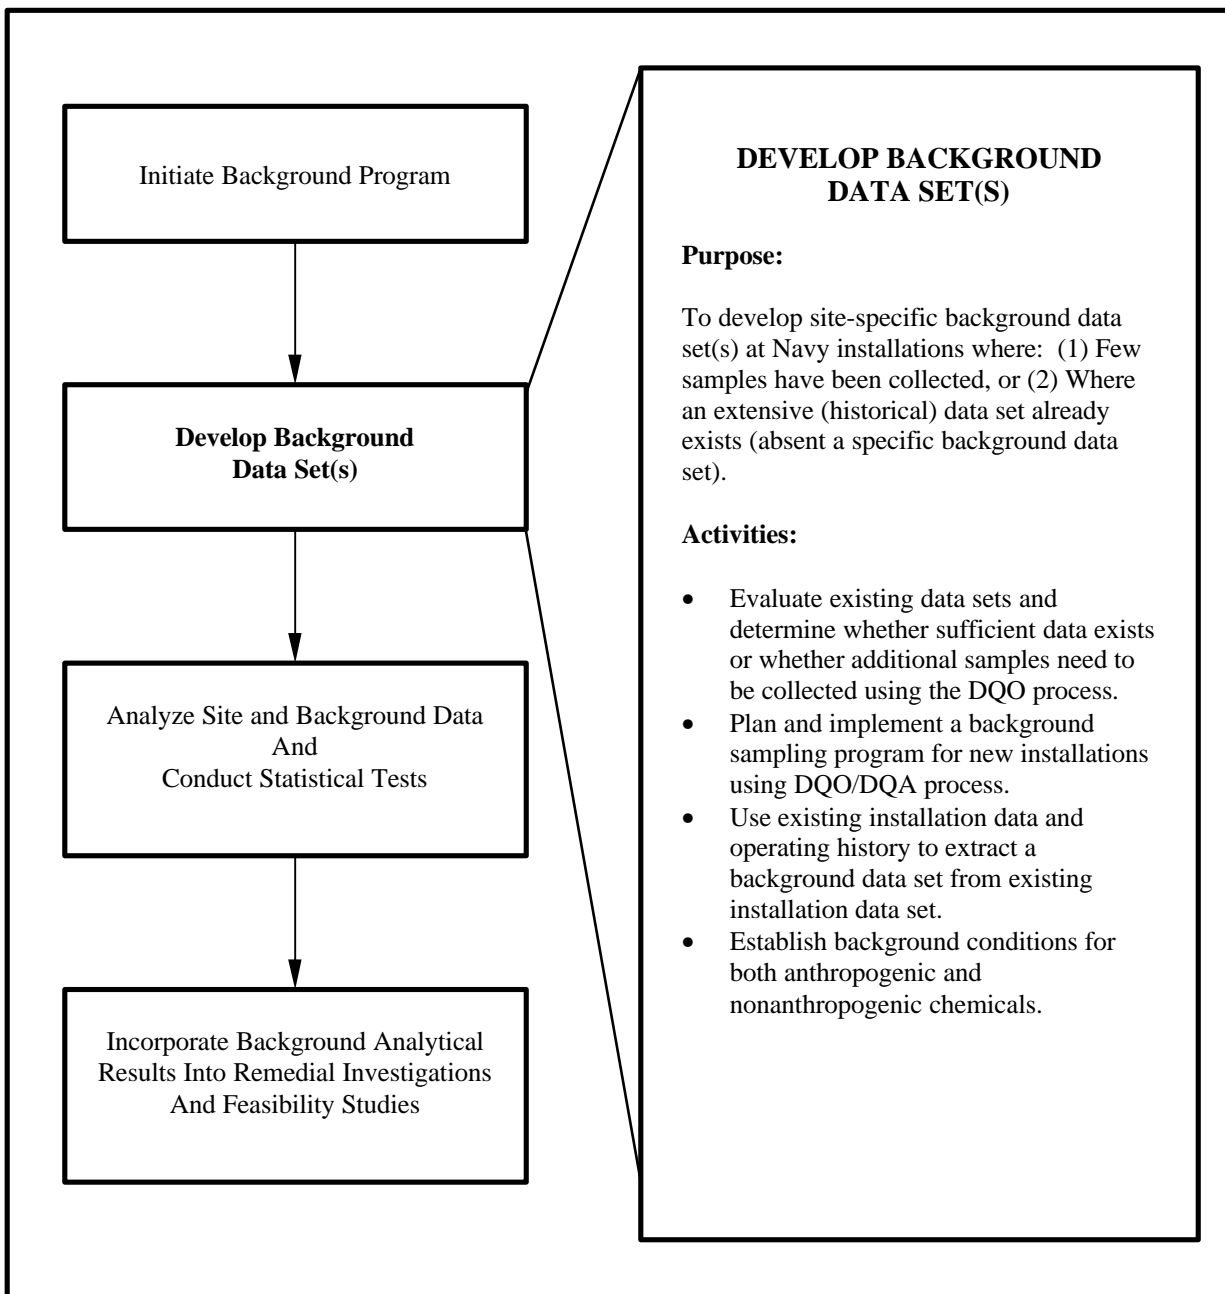 Initiate Background Program
Develop Background
Data Set(s)
Analyze Site and Background Data
And
Conduct Statistical Tests
Incorporate Background Analytical
Results Into Remedial Investigations
And Feasibility Studies
DEVELOP BACKGROUND
DATA SET(S)
Purpose:
To develop site-specific background data
set(s) at Navy installations where:  (1) Few
samples have been collected, or (2) Where
an extensive (historical) data set already
exists (absent a specific background data
set).
Activities:
• Evaluate existing data sets and
determine whether sufficient data exists
or whether additional samples need to
be collected using the DQO process.
• Plan and implement a background
sampling program for new installations
using DQO/DQA process.
• Use existing installation data and
operating history to extract a
background data set from existing
installation data set.
• Establish background conditions for
both anthropogenic and
nonanthropogenic chemicals.